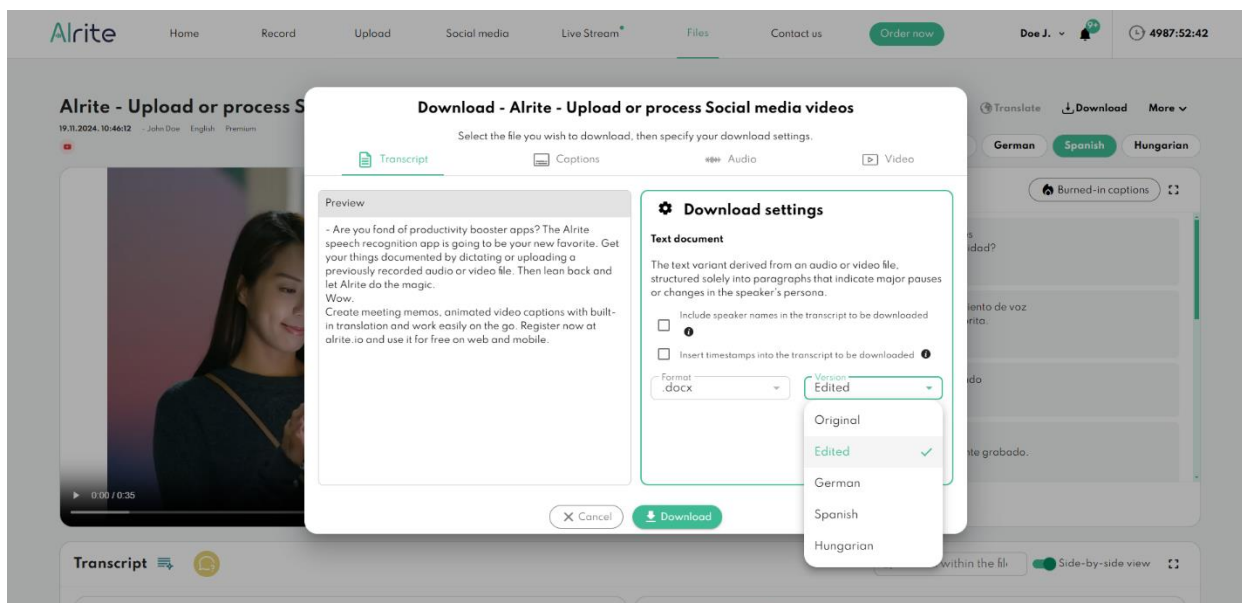 Alrite
Home
Record
Upload
Social media
Live Stream
Files
Contact us
Order now
Doe J.
9+
4987:52:42
Alrite - Upload or process S
19.11.2024. 10:46:12 - John Doe English Premium
Translate
Download
More
German
Spanish
Hungarian
Burned-in captions
idad?
iento de voz
rita.
grabado.
0:00 / 0:35
Download - Alrite - Upload or process Social media videos
Select the file you wish to download, then specify your download settings.
Transcript
Captions
Audio
Video
Preview
- Are you fond of productivity booster apps? The Alrite
speech recognition app is going to be your new favorite. Get
your things documented by dictating or uploading a
previously recorded audio or video file. Then lean back and
let Alrite do the magic.
Wow.
Create meeting memos, animated video captions with built-
in translation and work easily on the go. Register now at
alrite.io and use it for free on web and mobile.
Download settings
Text document
The text variant derived from an audio or video file,
structured solely into paragraphs that indicate major pauses
or changes in the speaker's persona.
Include speaker names in the transcript to be downloaded
Insert timestamps into the transcript to be downloaded
Format
.docx
Version
Edited
Original
Edited
German
Spanish
Hungarian
Cancel
Download
Transcript
within the fil
Side-by-side view